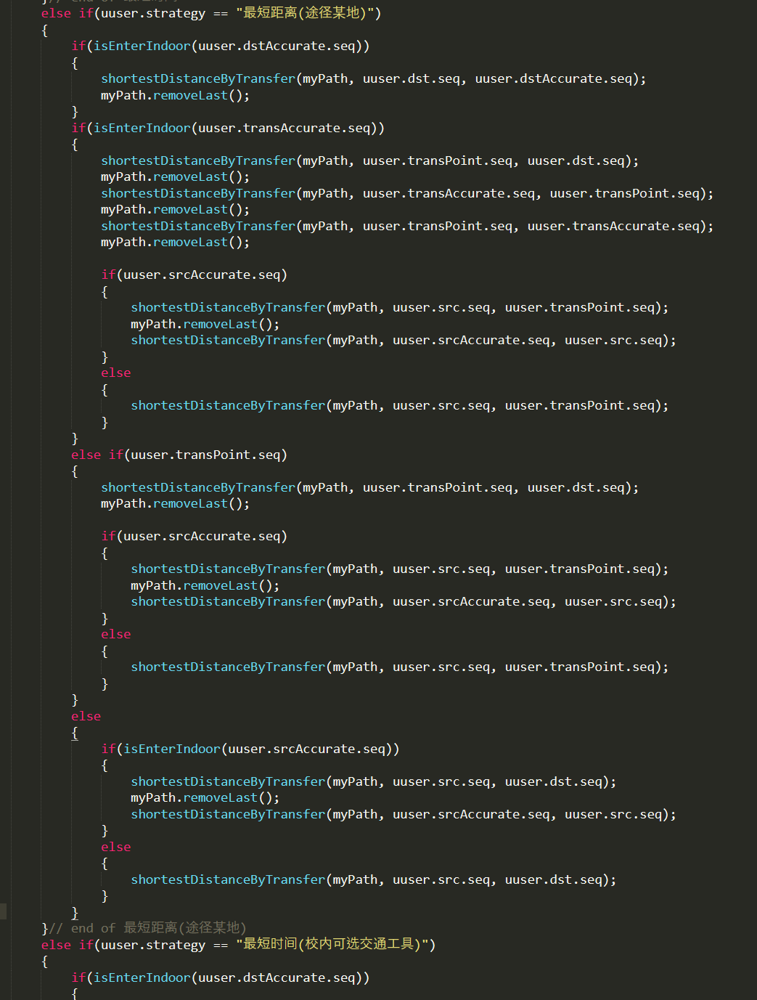 }// end of 最短时间
else if(uuser.strategy == "最短距离(途径某地)")
{
if(isEnterIndoor(uuser.dstAccurate.seq))
{
shortestDistanceByTransfer(myPath, uuser.dst.seq, uuser.dstAccurate.seq);
myPath.removeLast();
}
if(isEnterIndoor(uuser.transAccurate.seq))
{
shortestDistanceByTransfer(myPath, uuser.transPoint.seq, uuser.dst.seq);
myPath.removeLast();
shortestDistanceByTransfer(myPath, uuser.transAccurate.seq, uuser.transPoint.seq);
myPath.removeLast();
shortestDistanceByTransfer(myPath, uuser.transPoint.seq, uuser.transAccurate.seq);
myPath.removeLast();
if(uuser.srcAccurate.seq)
{
shortestDistanceByTransfer(myPath, uuser.src.seq, uuser.transPoint.seq);
myPath.removeLast();
shortestDistanceByTransfer(myPath, uuser.srcAccurate.seq, uuser.src.seq);
}
else
{
shortestDistanceByTransfer(myPath, uuser.src.seq, uuser.transPoint.seq);
}
}
else if(uuser.transPoint.seq)
{
shortestDistanceByTransfer(myPath, uuser.transPoint.seq, uuser.dst.seq);
myPath.removeLast();
if(uuser.srcAccurate.seq)
{
shortestDistanceByTransfer(myPath, uuser.src.seq, uuser.transPoint.seq);
myPath.removeLast();
shortestDistanceByTransfer(myPath, uuser.srcAccurate.seq, uuser.src.seq);
}
else
{
shortestDistanceByTransfer(myPath, uuser.src.seq, uuser.transPoint.seq);
}
}
else
{
if(isEnterIndoor(uuser.srcAccurate.seq))
{
shortestDistanceByTransfer(myPath, uuser.src.seq, uuser.dst.seq);
myPath.removeLast();
shortestDistanceByTransfer(myPath, uuser.srcAccurate.seq, uuser.src.seq);
}
else
{
shortestDistanceByTransfer(myPath, uuser.src.seq, uuser.dst.seq);
}
}
}// end of 最短距离(途径某地)
else if(uuser.strategy == "最短时间(校内可选交通工具)")
{
if(isEnterIndoor(uuser.dstAccurate.seq))
{